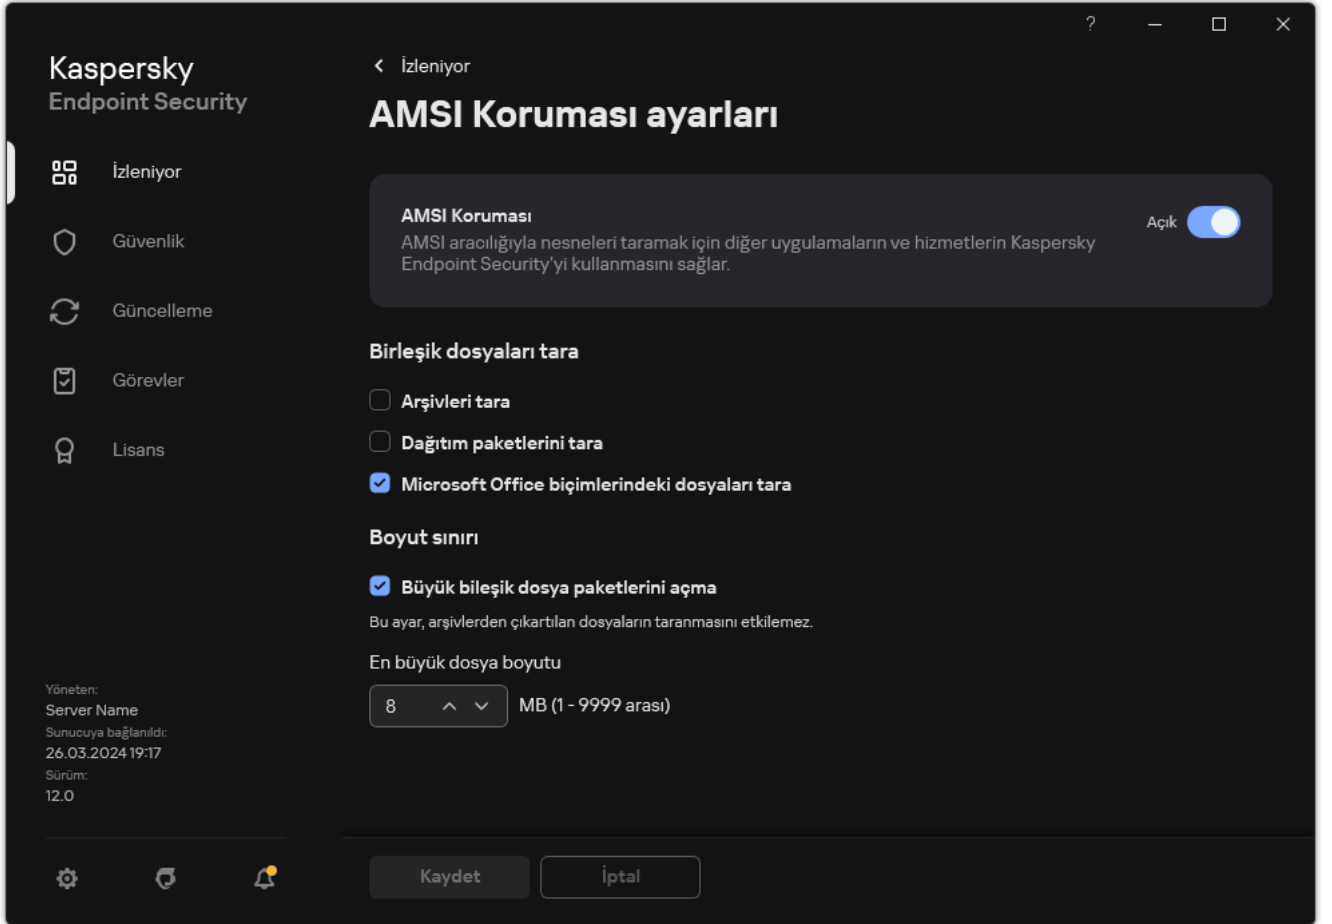 ?
Kaspersky
Endpoint Security
İzleniyor
Güvenlik
Güncelleme
Görevler
Lisans
Yöneten:
Server Name
Sunucuya bağlanıldı:
26.03.2024 19:17
Sürüm:
12.0
İzleniyor
AMSI Koruması ayarları
AMSI Koruması
AMSI aracılığıyla nesneleri taramak için diğer uygulamaların ve hizmetlerin Kaspersky
Endpoint Security'yi kullanmasını sağlar.
Açık
Birleşik dosyaları tara
Arşivleri tara
Dağıtım paketlerini tara
Microsoft Office biçimlerindeki dosyaları tara
Boyut sınırı
Büyük bileşik dosya paketlerini açma
Bu ayar, arşivlerden çıkartılan dosyaların taranmasını etkilemez.
En büyük dosya boyutu
8 MB (1 - 9999 arası)
Kaydet
İptal